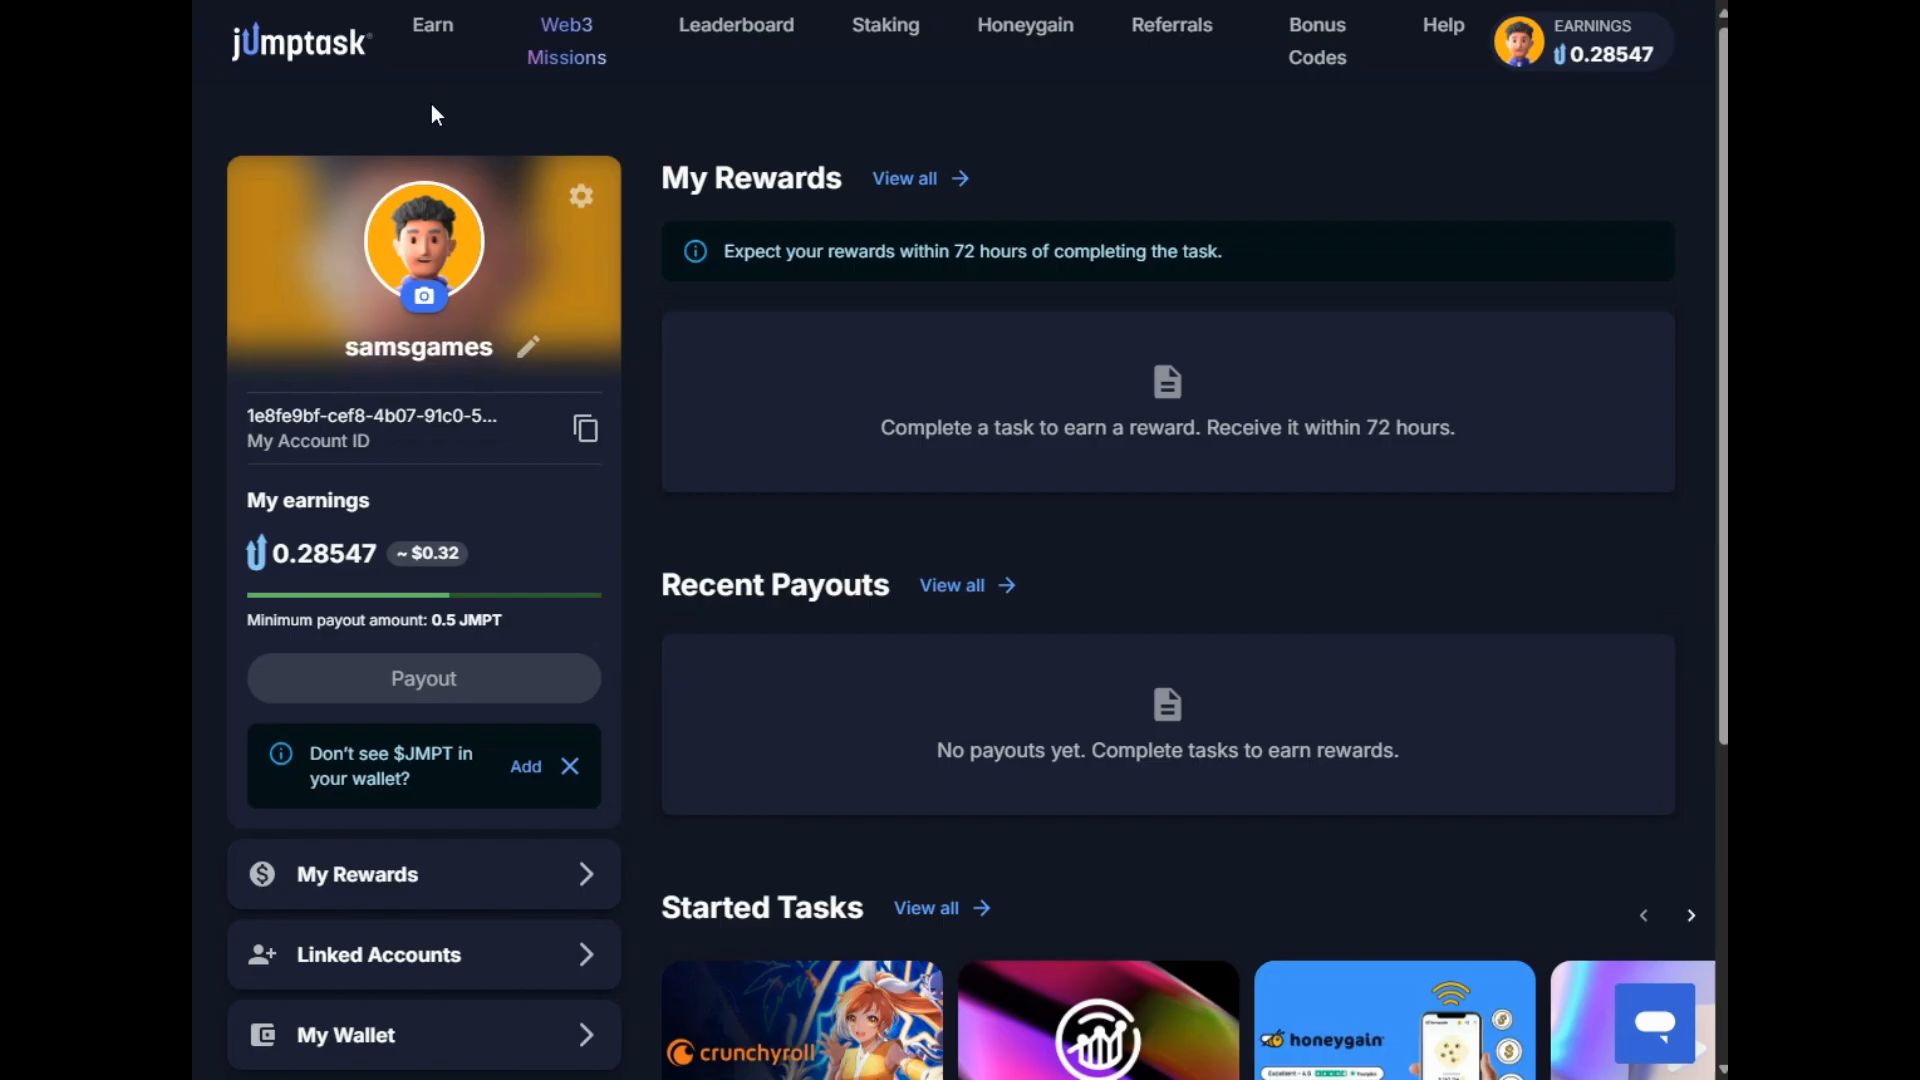 jumptask
Earn
Web3
Missions
Leaderboard
Staking
Honeygain
Referrals
Bonus
Codes
Help
EARNINGS
0.28547
samsgames
1e8fe9bf-cef8-4b07-91c0-5...
My Account ID
My earnings
0.28547 ~ $0.32
Minimum payout amount: 0.5 JMPT
Payout
Don't see $JMPT in
your wallet?
Add
My Rewards
Linked Accounts
My Wallet
My Rewards View all
Expect your rewards within 72 hours of completing the task.
Complete a task to earn a reward. Receive it within 72 hours.
Recent Payouts View all
No payouts yet. Complete tasks to earn rewards.
Started Tasks View all
crunchyroll
honeygain
Excellent - 4.5